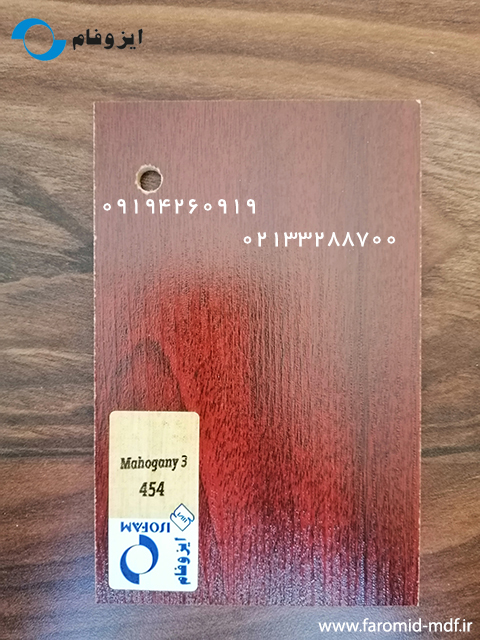 ایزوفام
۰۹۱۹۴۲۶۰۹۱۹
۰۲۱۳۳۲۸۸۷۰۰
Mahogany 3
454
ISOFAM
ایزوفام
www.faromid-mdf.ir